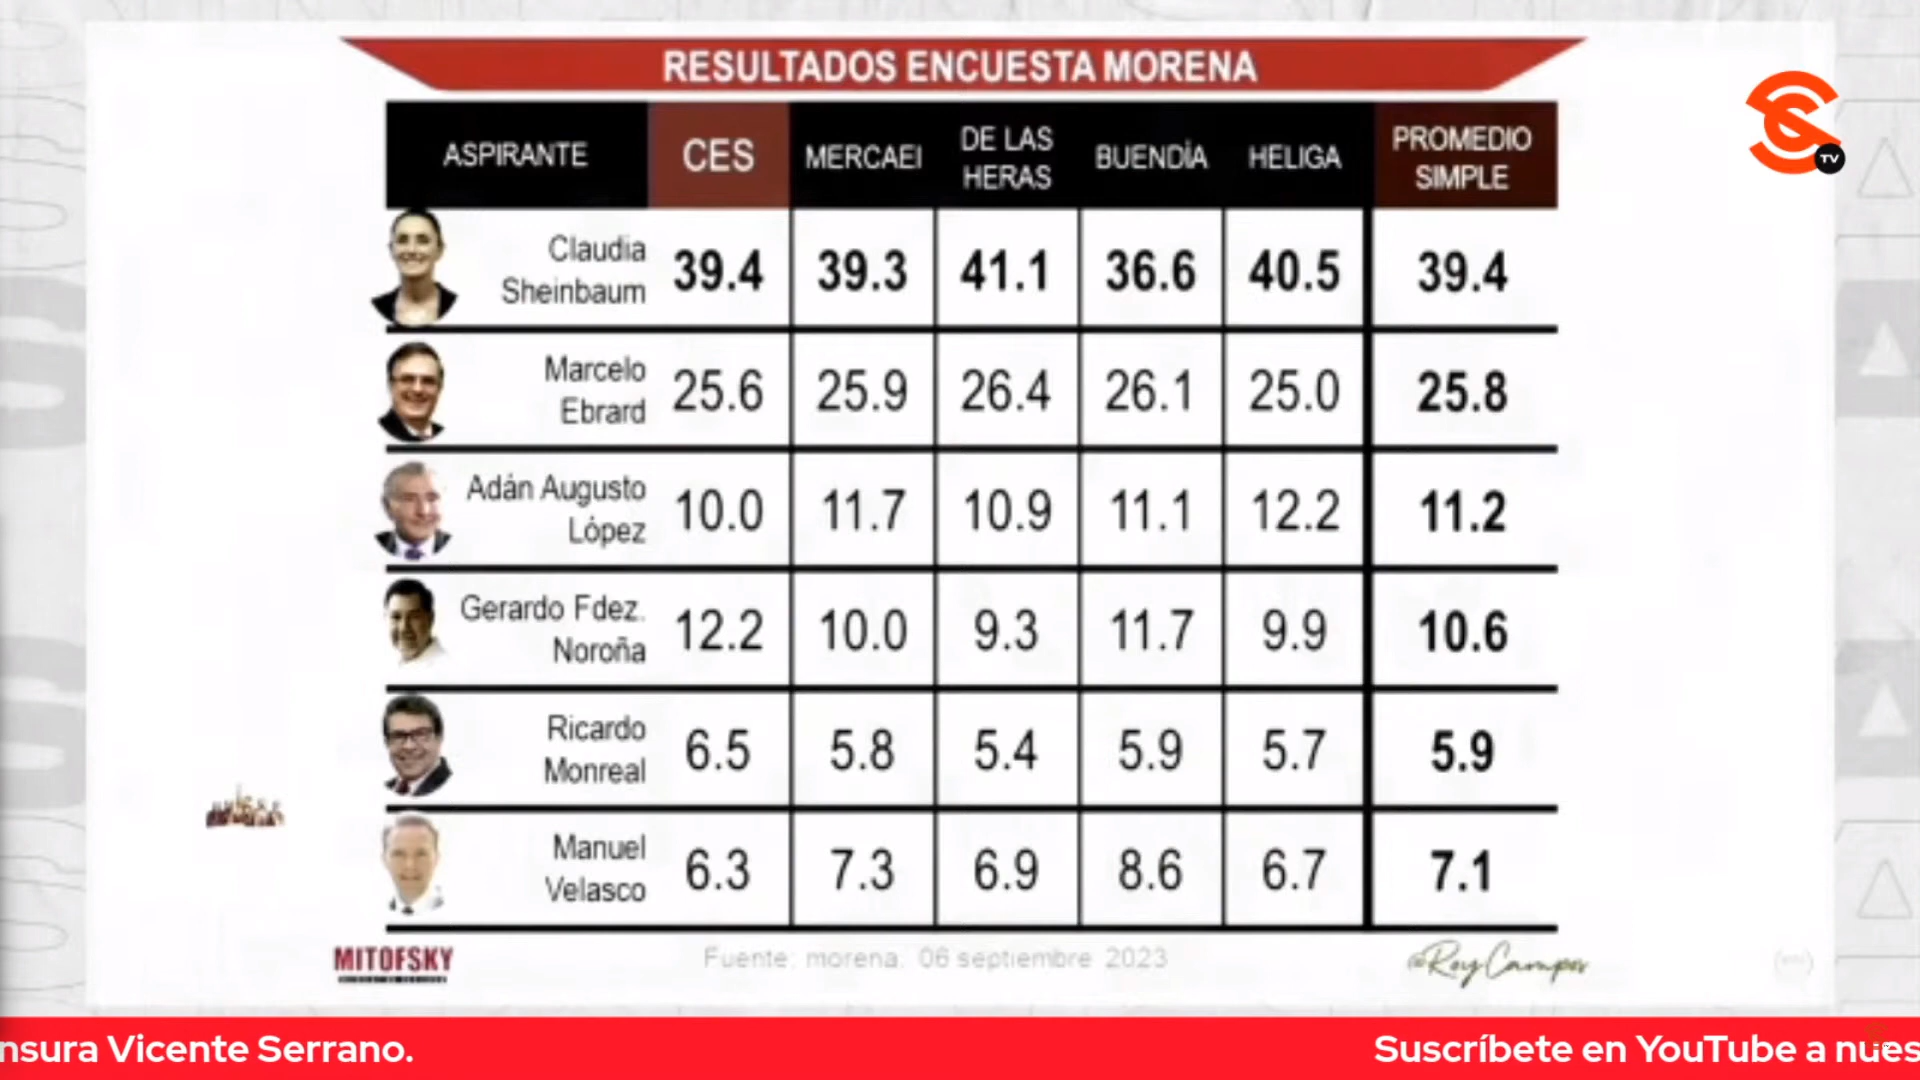 RESULTADOS ENCUESTA MORENA
TV
ASPIRANTE CES MERCAEI DE LAS HERAS BUENDÍA HELIGA PROMEDIO SIMPLE
Claudia Sheinbaum 39.4 39.3 41.1 36.6 40.5 39.4
Marcelo Ebrard 25.6 25.9 26.4 26.1 25.0 25.8
Adán Augusto López 10.0 11.7 10.9 11.1 12.2 11.2
Gerardo Fdez. Noroña 12.2 10.0 9.3 11.7 9.9 10.6
Ricardo Monreal 6.5 5.8 5.4 5.9 5.7 5.9
Manuel Velasco 6.3 7.3 6.9 8.6 6.7 7.1
MITOFSKY Fuente: morena. 06 septiembre 2023 @RoyCampos
nsura Vicente Serrano. Suscríbete en YouTube a nues